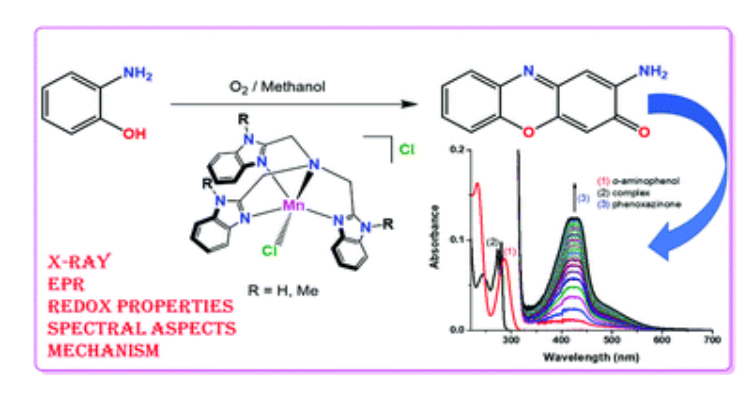 NH2
OH
O2 / Methanol
N
NH2
O
O
R
N
N
N
Cl
R
N
N
Mn
N
N-R
Cl
R = H, Me
X-RAY
EPR
REDOX PROPERTIES
SPECTRAL ASPECTS
MECHANISM
0.2
0.1
0.0
Absorbance
(1) o-aminophenol
(2) complex
(3) phenoxazinone
(3)
(2)
(1)
300 400 500 600 700
Wavelength (nm)